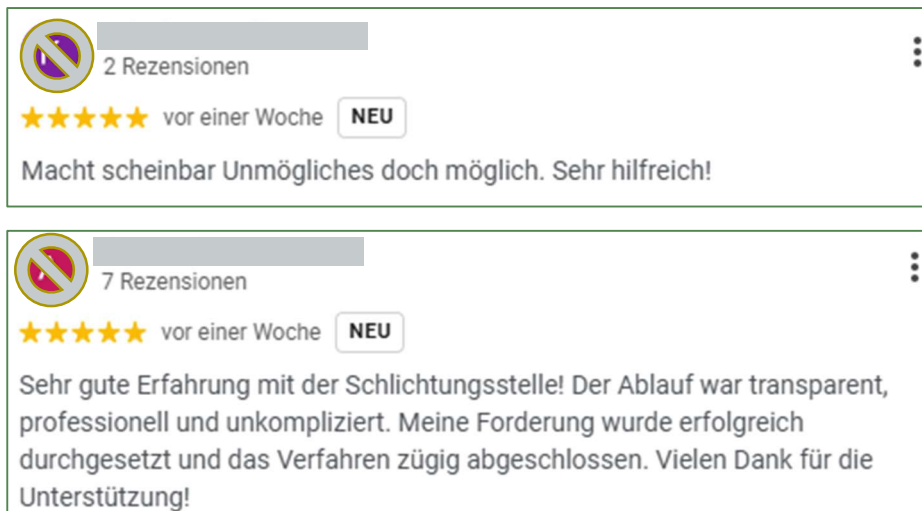 2 Rezensionen
vor einer Woche NEU
Macht scheinbar Unmögliches doch möglich. Sehr hilfreich!
7 Rezensionen
vor einer Woche NEU
Sehr gute Erfahrung mit der Schlichtungsstelle! Der Ablauf war transparent,
professionell und unkompliziert. Meine Forderung wurde erfolgreich
durchgesetzt und das Verfahren zügig abgeschlossen. Vielen Dank für die
Unterstützung!